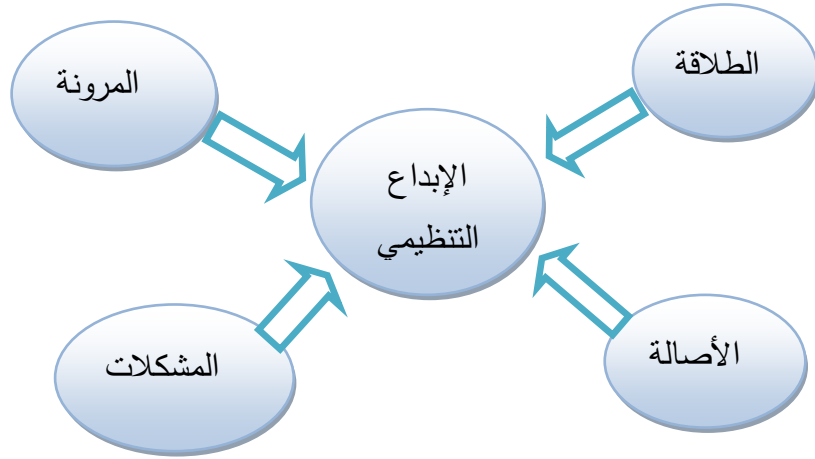 الطلاقة
المرونة
الإبداع
التنظيمي
الأصالة
المشكلات